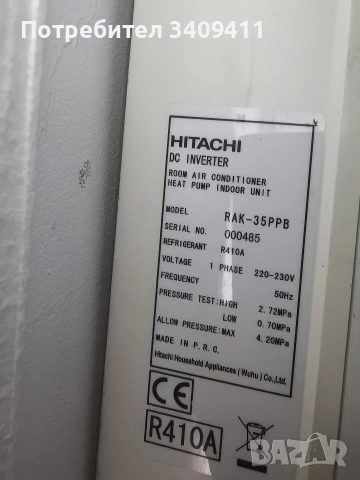 Потребител 3409411
HITACHI
DC INVERTER
ROOM AIR CONDITIONER
HEAT PUMP INDOOR UNIT
MODEL RAK-35PPB
SERIAL NO. 000485
REFRIGERANT R410A
VOLTAGE 1 PHASE 220-230V
FREQUENCY 50Hz
PRESSURE TEST:HIGH 2.72MPa
LOW 0.70MPa
ALLOW PRESSURE:MAX 4.20MPa
MADE IN P.R.C.
Hitachi Household Appliances (Wuhu) Co.,Ltd.
CE
R410A
BAZAR